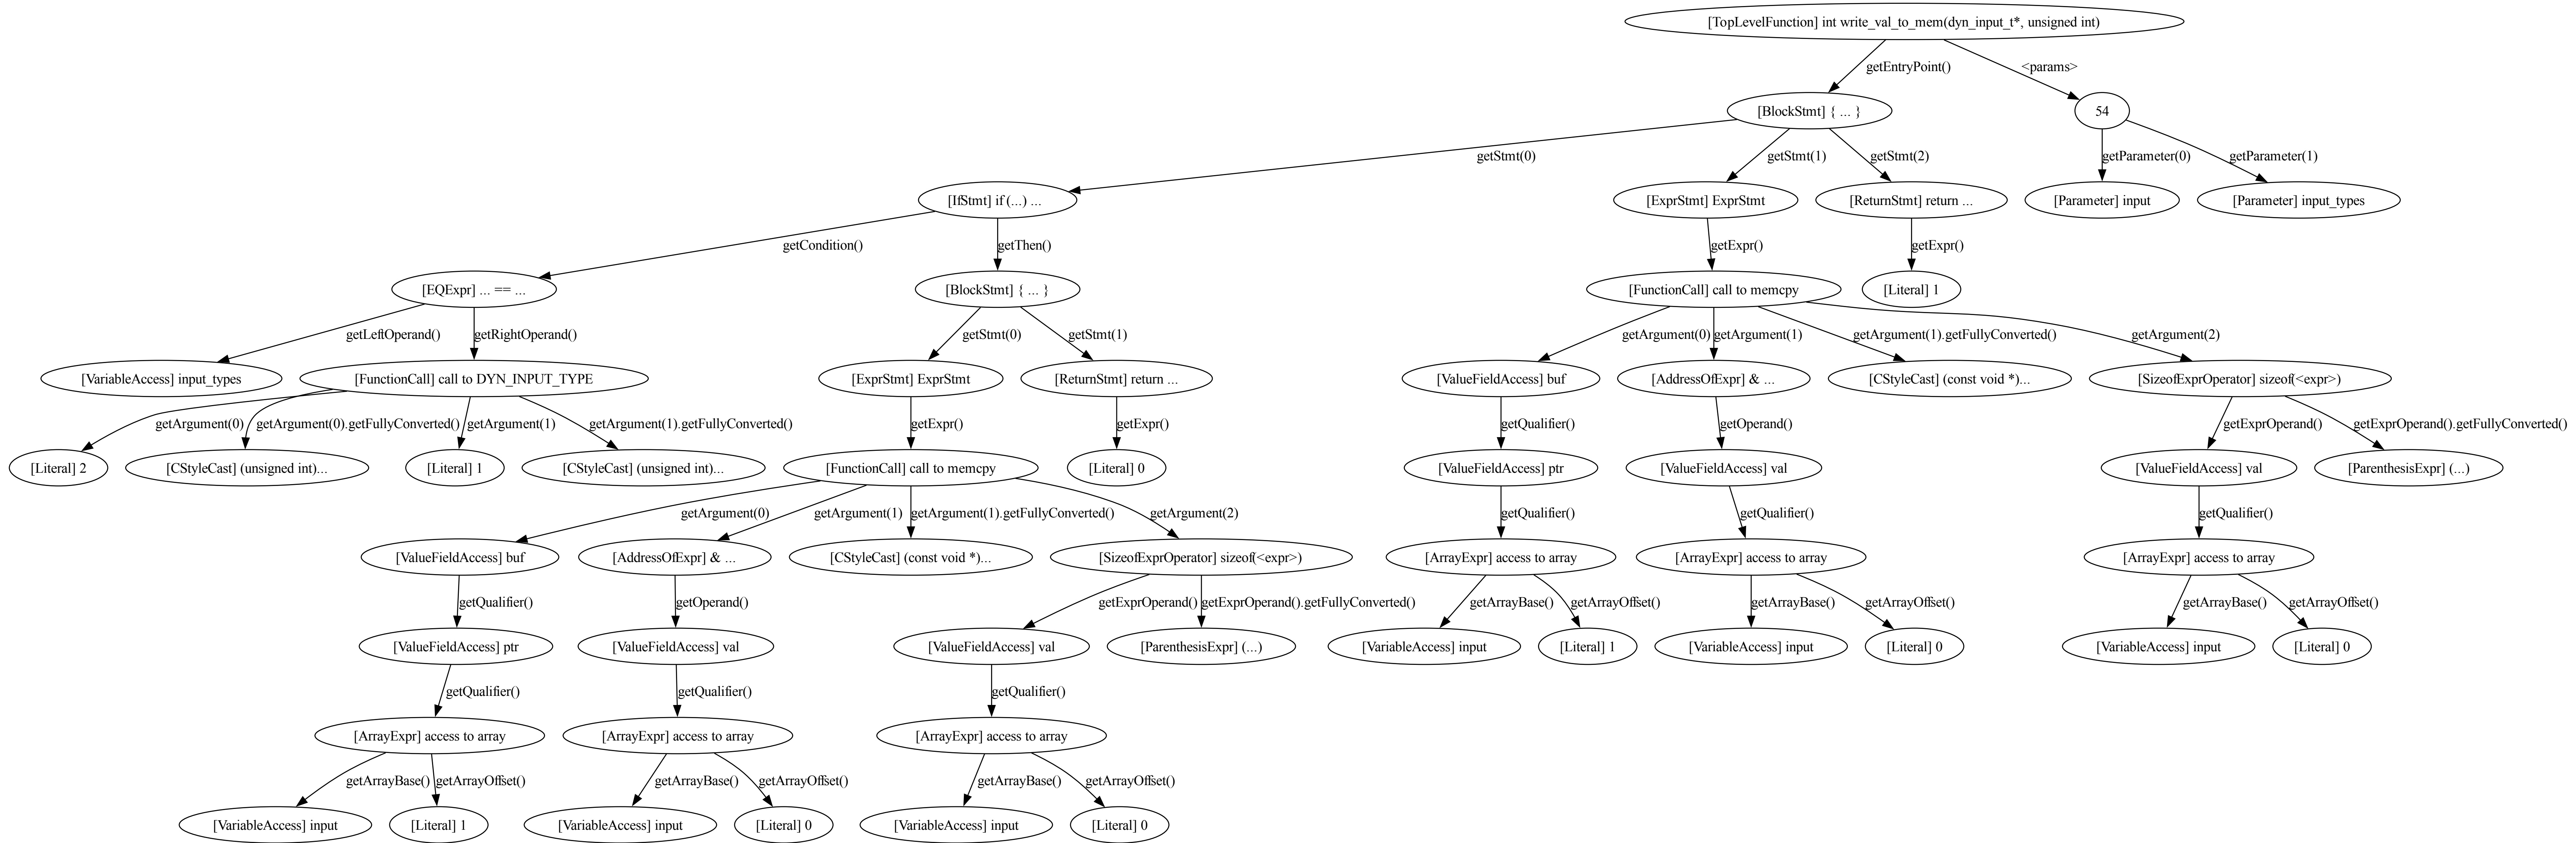 [TopLevelFunction] int write_val_to_mem(dyn_input_t*, unsigned int)
getEntryPoint()
<params>
[BlockStmt] { ... }
54
getStmt(0)
getStmt(1)
getStmt(2)
getParameter(0)
getParameter(1)
[IfStmt] if (...) ...
[ExprStmt] ExprStmt
[ReturnStmt] return ...
[Parameter] input
[Parameter] input_types
getCondition()
getThen()
getExpr()
getExpr()
[EQExpr] ... == ...
[BlockStmt] { ... }
[FunctionCall] call to memcpy
[Literal] 1
getLeftOperand()
getRightOperand()
getStmt(0)
getStmt(1)
getArgument(0)
getArgument(1)
getArgument(1).getFullyConverted()
getArgument(2)
[VariableAccess] input_types
[FunctionCall] call to DYN_INPUT_TYPE
[ExprStmt] ExprStmt
[ReturnStmt] return ...
[ValueFieldAccess] buf
[AddressOfExpr] & ...
[CStyleCast] (const void *)...
[SizeofExprOperator] sizeof(<expr>)
getArgument(0)
getArgument(0).getFullyConverted()
getArgument(1)
getArgument(1).getFullyConverted()
getExpr()
getExpr()
getQualifier()
getOperand()
getExprOperand()
getExprOperand().getFullyConverted()
[Literal] 2
[CStyleCast] (unsigned int)...
[Literal] 1
[CStyleCast] (unsigned int)...
[FunctionCall] call to memcpy
[Literal] 0
[ValueFieldAccess] ptr
[ValueFieldAccess] val
[ValueFieldAccess] val
[ParenthesisExpr] (...)
getArgument(0)
getArgument(1)
getArgument(1).getFullyConverted()
getArgument(2)
getQualifier()
getQualifier()
getQualifier()
[ValueFieldAccess] buf
[AddressOfExpr] & ...
[CStyleCast] (const void *)...
[SizeofExprOperator] sizeof(<expr>)
[ArrayExpr] access to array
[ArrayExpr] access to array
[ArrayExpr] access to array
getQualifier()
getOperand()
getExprOperand()
getExprOperand().getFullyConverted()
getArrayBase()
getArrayOffset()
getArrayBase()
getArrayOffset()
getArrayBase()
getArrayOffset()
[ValueFieldAccess] ptr
[ValueFieldAccess] val
[ValueFieldAccess] val
[ParenthesisExpr] (...)
[VariableAccess] input
[Literal] 1
[VariableAccess] input
[Literal] 0
[VariableAccess] input
[Literal] 0
getQualifier()
getQualifier()
getQualifier()
[ArrayExpr] access to array
[ArrayExpr] access to array
[ArrayExpr] access to array
getArrayBase()
getArrayOffset()
getArrayBase()
getArrayOffset()
getArrayBase()
getArrayOffset()
[VariableAccess] input
[Literal] 1
[VariableAccess] input
[Literal] 0
[VariableAccess] input
[Literal] 0